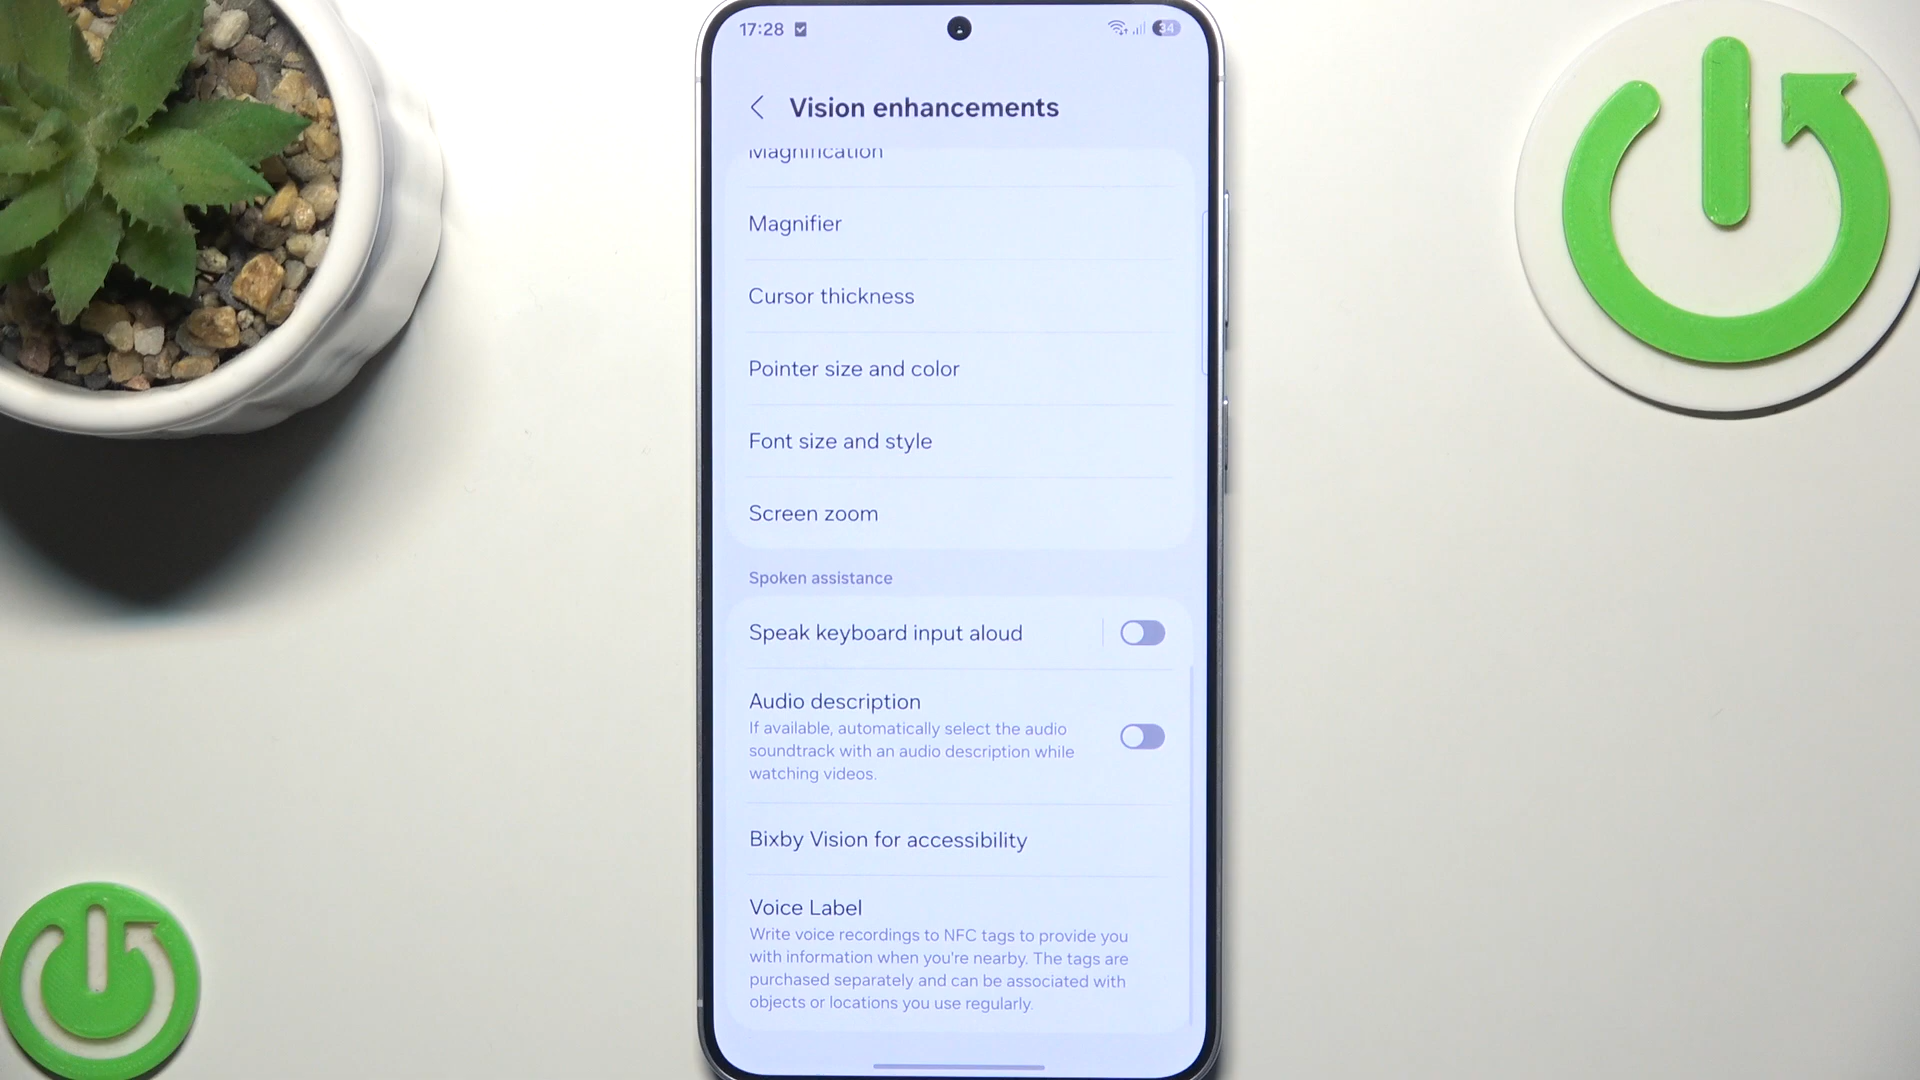 17:28
34
Vision enhancements
Magnification
Magnifier
Cursor thickness
Pointer size and color
Font size and style
Screen zoom
Spoken assistance
Speak keyboard input aloud
Audio description
If available, automatically select the audio
soundtrack with an audio description while
watching videos.
Bixby Vision for accessibility
Voice Label
Write voice recordings to NFC tags to provide you
with information when you're nearby. The tags are
purchased separately and can be associated with
objects or locations you use regularly.